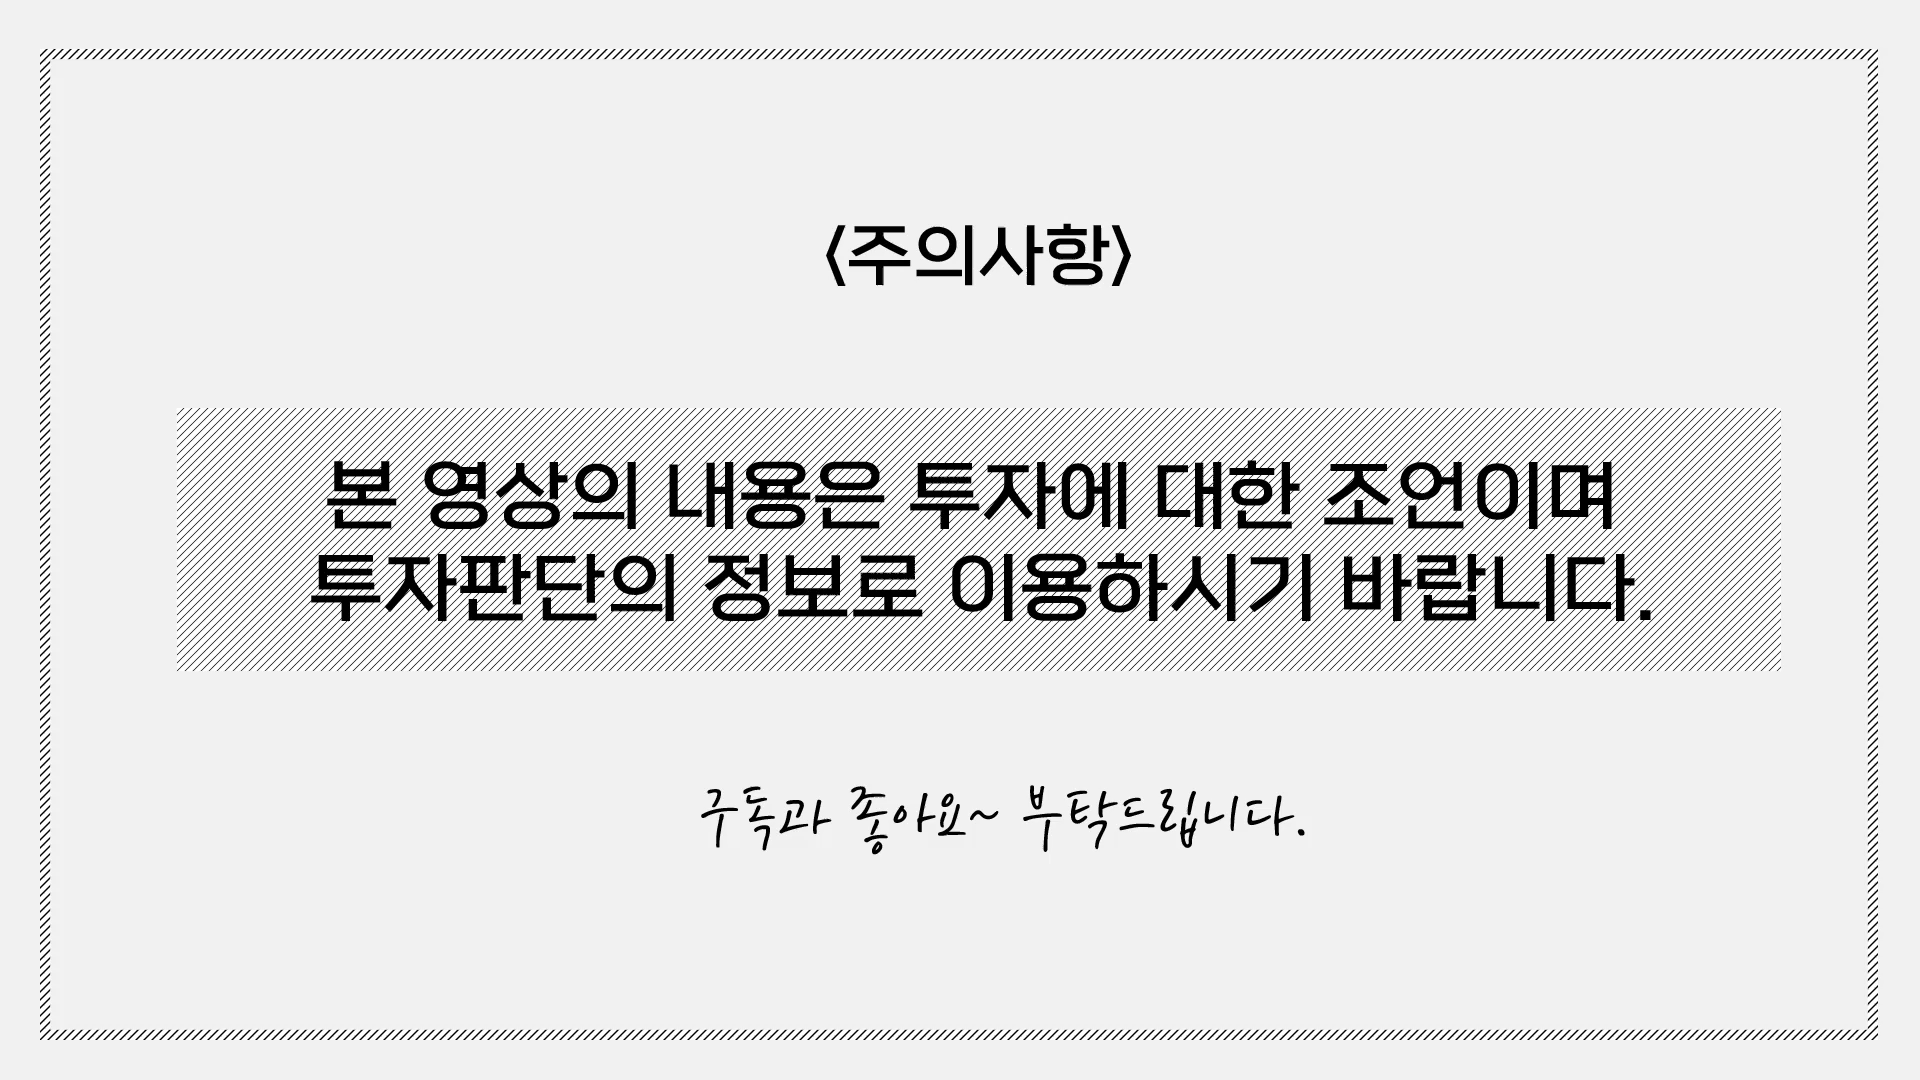 <주의사항>
본 영상의 내용은 투자에 대한 조언이며
투자판단의 정보로 이용하시기 바랍니다.
구독과 좋아요~ 부탁드립니다.